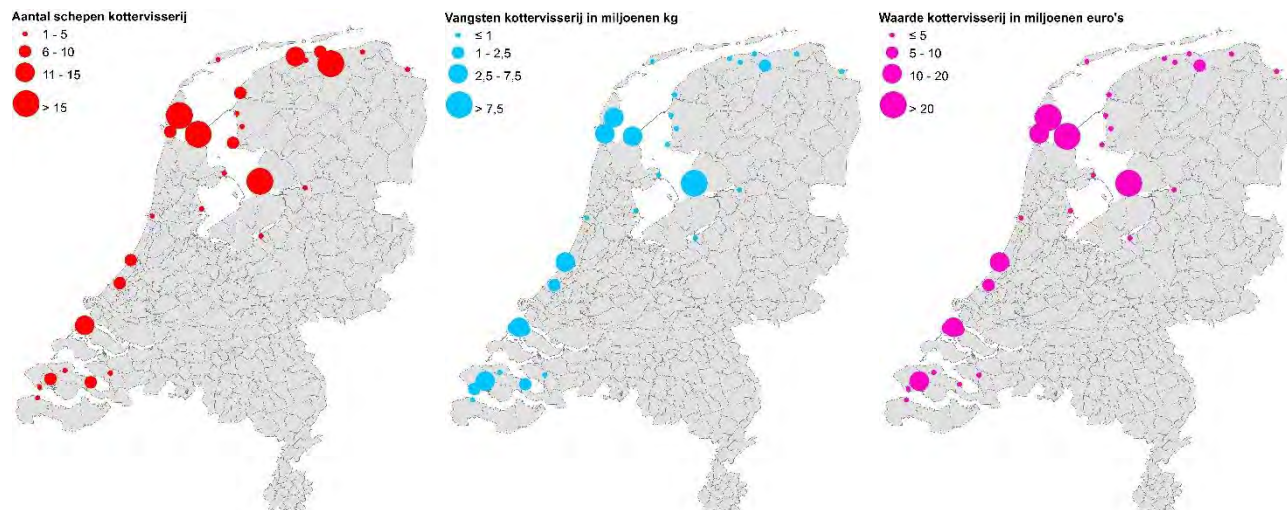 Aantal schepen kottervisserij
1 - 5
6 - 10
11 - 15
> 15
Vangsten kottervisserij in miljoenen kg
≤ 1
1 - 2,5
2,5 - 7,5
> 7,5
Waarde kottervisserij in miljoenen euro's
≤ 5
5 - 10
10 - 20
> 20